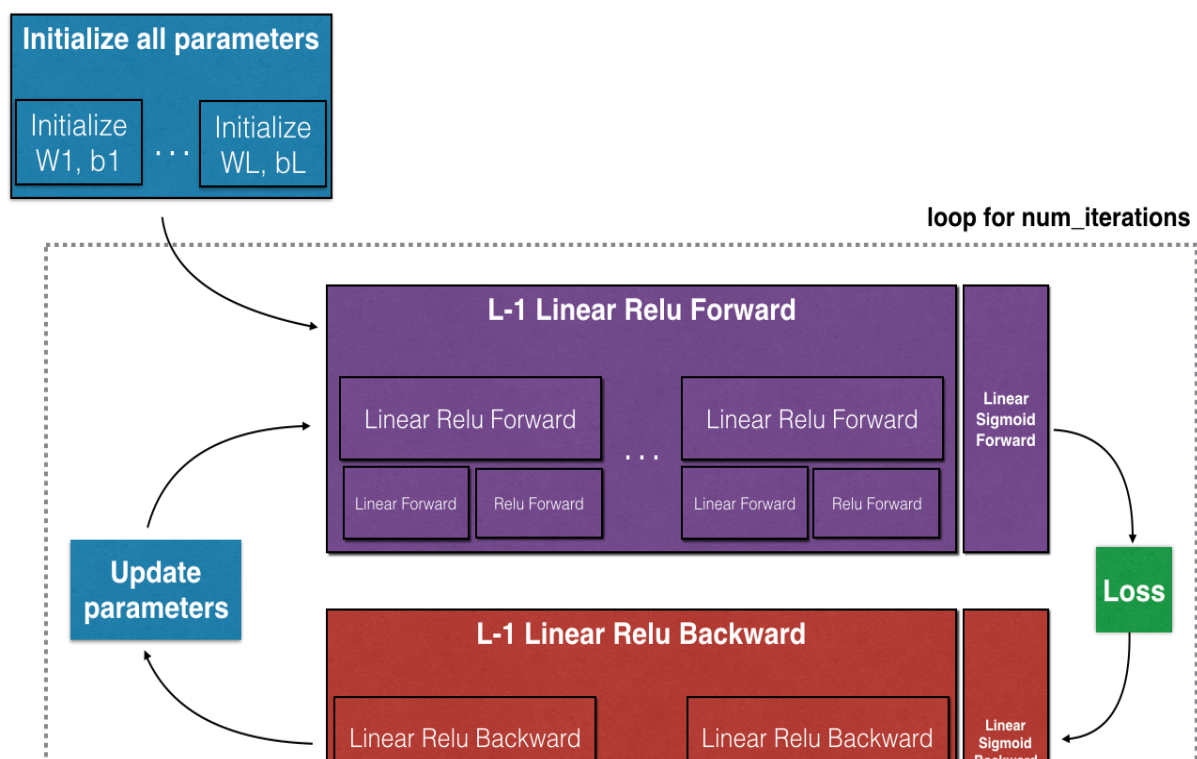 Initialize all parameters
Initialize
W1, b1
...
Initialize
WL, bL
loop for num_iterations
L-1 Linear Relu Forward
Linear Relu Forward
Linear Forward
Relu Forward
...
Linear Relu Forward
Linear Forward
Relu Forward
Linear
Sigmoid
Forward
Update
parameters
Loss
L-1 Linear Relu Backward
Linear Relu Backward
Linear Relu Backward
Linear
Sigmoid
Backward